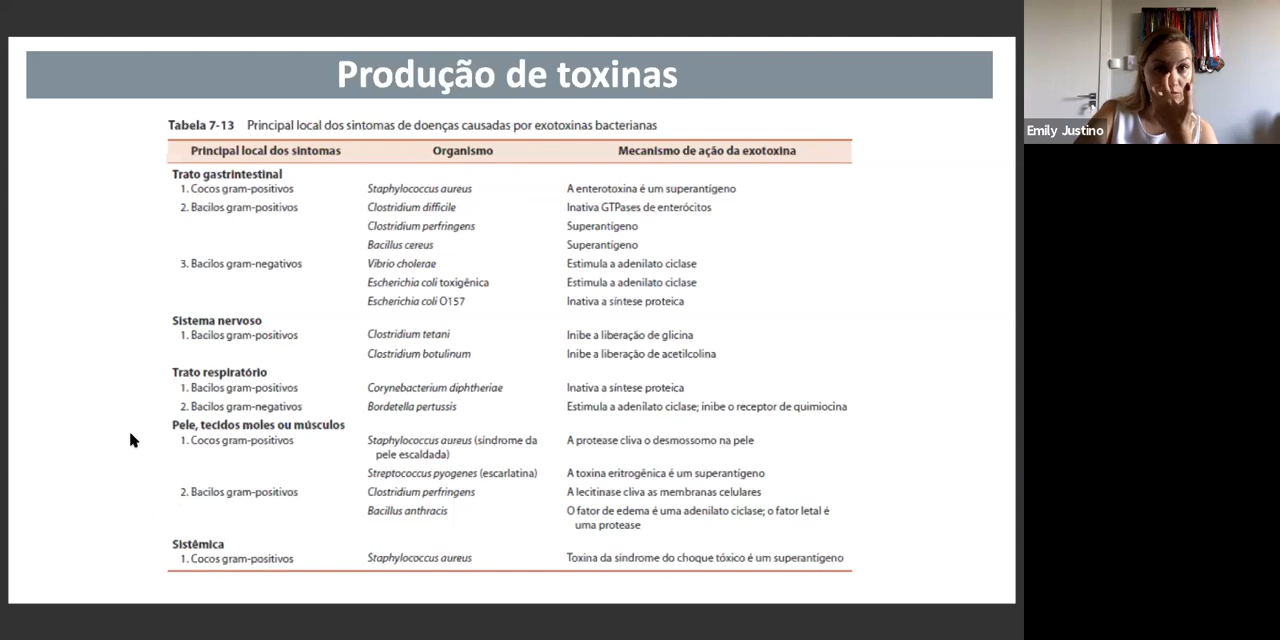 Produção de toxinas
Tabela 7-13 Principal local dos sintomas de doenças causadas por exotoxinas bacterianas
Principal local dos sintomas Organismo Mecanismo de ação da exotoxina
Trato gastrintestinal
1. Cocos gram-positivos Staphylococcus aureus A enterotoxina é um superantígeno
2. Bacilos gram-positivos Clostridium difficile Inativa GTPases de enterócitos
Clostridium perfringens Superantígeno
Bacillus cereus Superantígeno
3. Bacilos gram-negativos Vibrio cholerae Estimula a adenilato ciclase
Escherichia coli toxigênica Estimula a adenilato ciclase
Escherichia coli O157 Inativa a síntese proteica
Sistema nervoso
1. Bacilos gram-positivos Clostridium tetani Inibe a liberação de glicina
Clostridium botulinum Inibe a liberação de acetilcolina
Trato respiratório
1. Bacilos gram-positivos Corynebacterium diphtheriae Inativa a síntese proteica
2. Bacilos gram-negativos Bordetella pertussis Estimula a adenilato ciclase; inibe o receptor de quimiocina
Pele, tecidos moles ou músculos
1. Cocos gram-positivos Staphylococcus aureus (síndrome da A protease cliva o desmossomo na pele
pele escaldada)
Streptococcus pyogenes (escarlatina) A toxina eritrogênica é um superantígeno
2. Bacilos gram-positivos Clostridium perfringens A lecitinase cliva as membranas celulares
Bacillus anthracis O fator de edema é uma adenilato ciclase; o fator letal é
uma protease
Sistêmica
1. Cocos gram-positivos Staphylococcus aureus Toxina da síndrome do choque tóxico é um superantígeno
Emily Justino